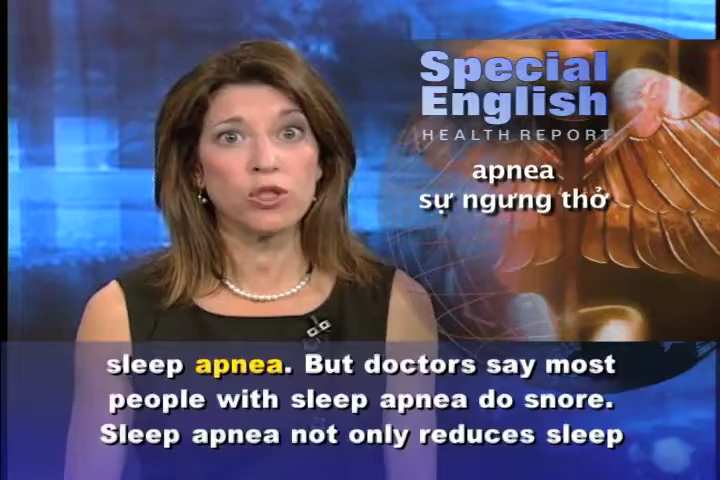 Special
English
HEALTH REPORT
apnea
sự ngưng thở
sleep apnea. But doctors say most
people with sleep apnea do snore.
Sleep apnea not only reduces sleep